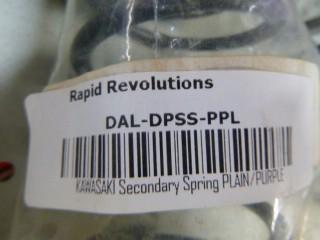 Rapid Revolutions
DAL-DPSS-PPL
KAWASAKI Secondary Spring PLAIN/PURPLE